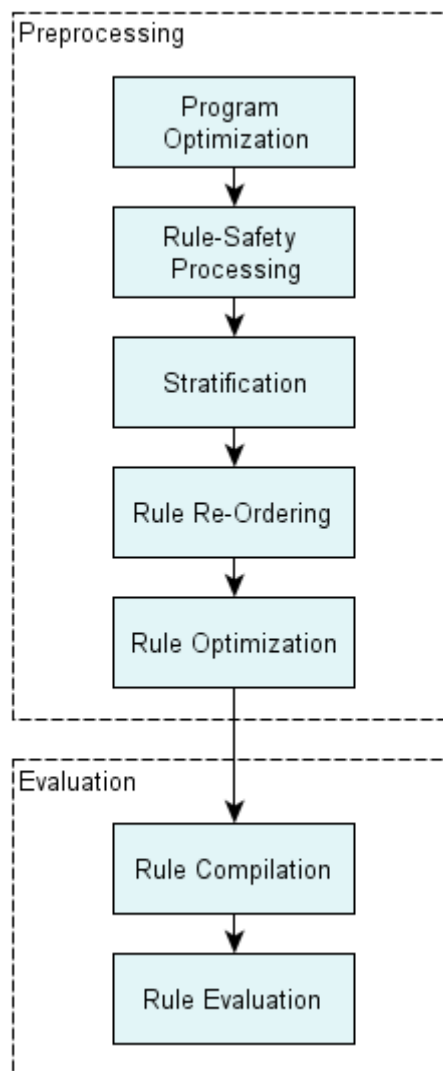 Preprocessing
Program
Optimization
Rule-Safety
Processing
Stratification
Rule Re-Ordering
Rule Optimization
Evaluation
Rule Compilation
Rule Evaluation